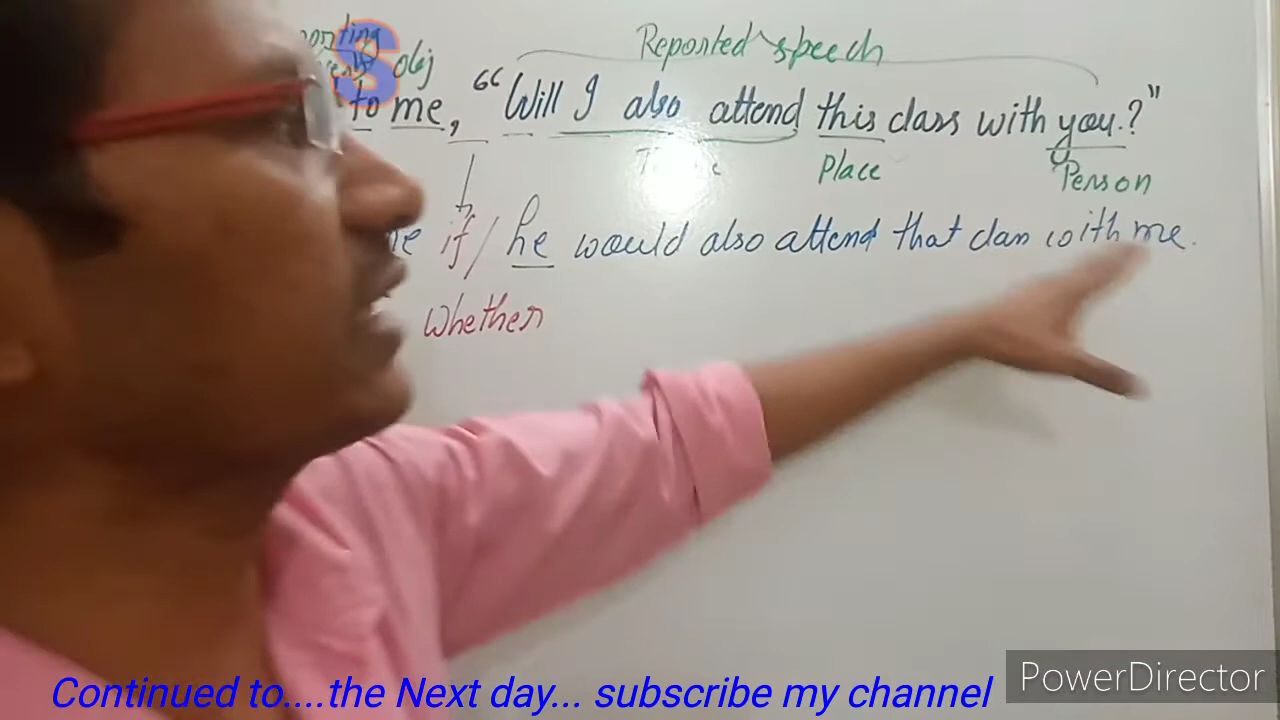 Reported speech
S obj
to me, "Will I also attend this class with you.?"
Place
Person
if/ he would also attend that class with me.
Whether
Continued to....the Next day... subscribe my channel
PowerDirector